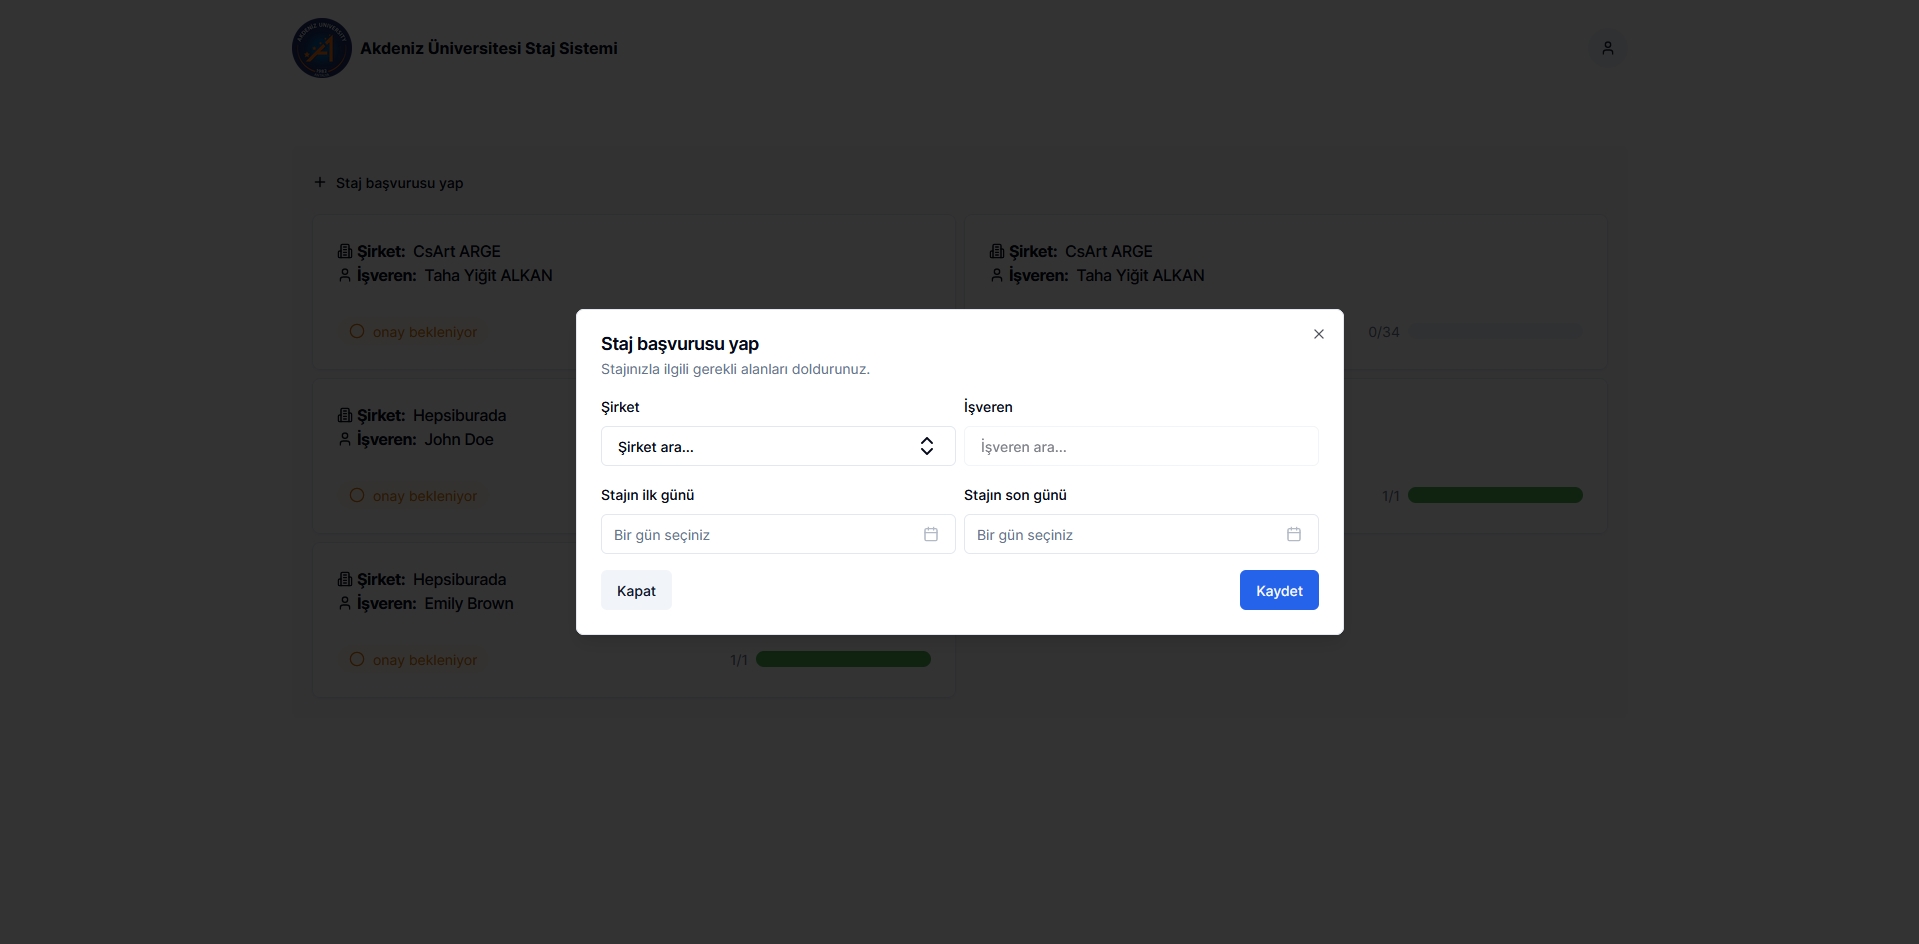 Akdeniz Üniversitesi Staj Sistemi
AKDENIZ UNIVERSITY
Staj başvurusu yap
Şirket: CsArt ARGE
İşveren: Taha Yiğit ALKAN
onay bekleniyor
Şirket: CsArt ARGE
İşveren: Taha Yiğit ALKAN
0/34
Şirket: Hepsiburada
İşveren: John Doe
onay bekleniyor
1/1
Şirket: Hepsiburada
İşveren: Emily Brown
onay bekleniyor
1/1
Staj başvurusu yap
Stajınızla ilgili gerekli alanları doldurunuz.
Şirket
Şirket ara...
İşveren
İşveren ara...
Stajın ilk günü
Bir gün seçiniz
Stajın son günü
Bir gün seçiniz
Kapat
Kaydet